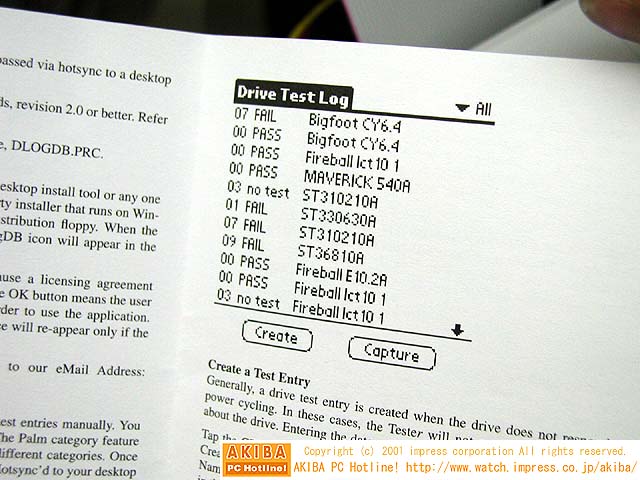 passed via hotsync to a desktop
ds, revision 2.0 or better. Refer
e, DLOGDB.PRC.
esktop install tool or any one
rty installer that runs on Win-
stribution floppy. When the
gDB icon will appear in the
use a licensing agreement
e OK button means the user
rder to use the application.
ce will re-appear only if the
to our eMail Address:
est entries manually. You
The Palm category feature
ifferent categories. Once
Hotsync'd to your desktop
Drive Test Log
All
07 FAIL Bigfoot CY6.4
00 PASS Bigfoot CY6.4
00 PASS Fireball lct10 1
00 PASS MAVERICK 540A
03 no test ST310210A
01 FAIL ST330630A
07 FAIL ST310210A
09 FAIL ST36810A
00 PASS Fireball E10.2A
00 PASS Fireball lct10 1
03 no test Fireball lct10 1
Create Capture
Create a Test Entry
Generally, a drive test entry is created when the drive does not
power cycling. In these cases, the Tester will
about the drive. Entering the
Tap the
AKIBA
PC Hotline!
Copyright (c) 2001 impress corporation All rights reserved.
AKIBA PC Hotline! http://www.watch.impress.co.jp/akiba/